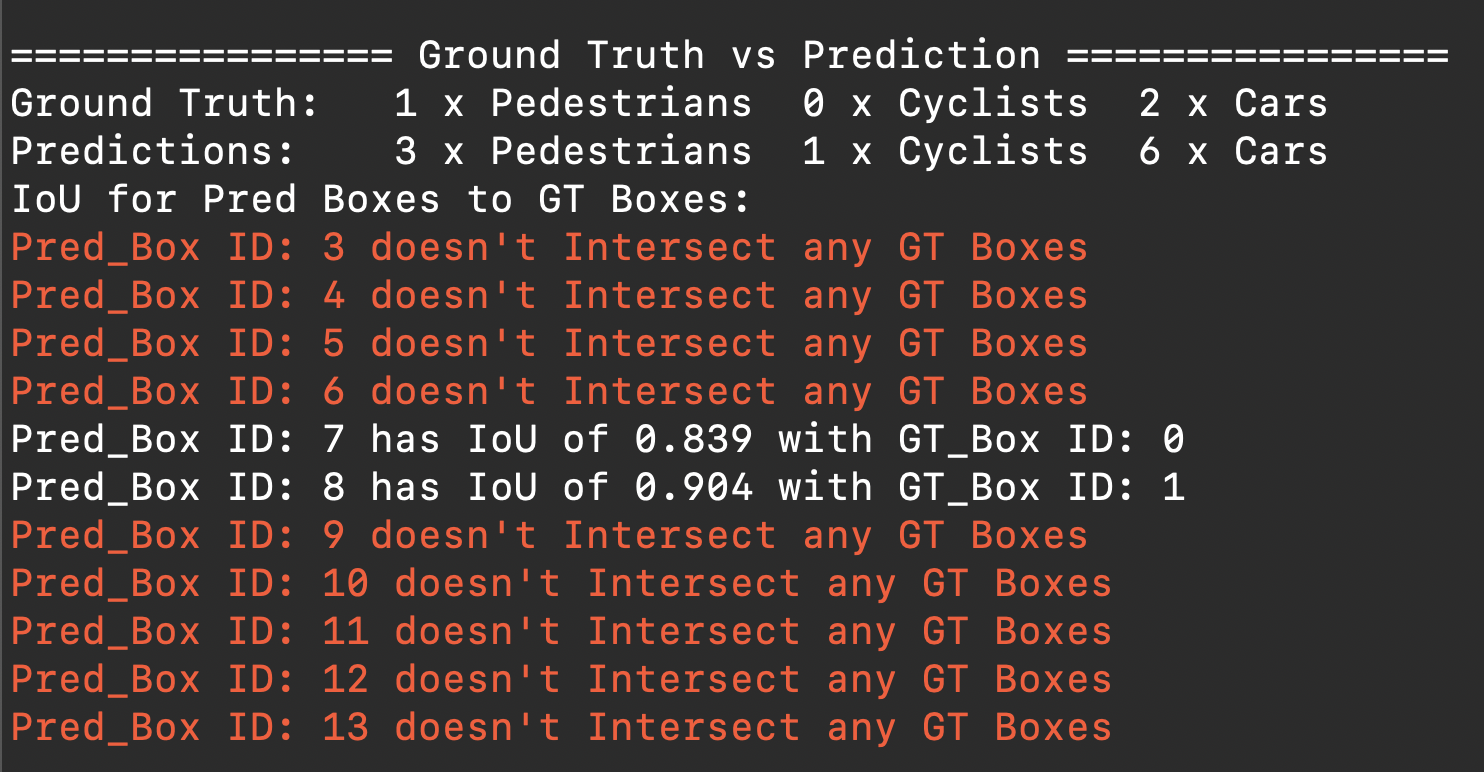 ================ Ground Truth vs Prediction ================
Ground Truth:   1 x Pedestrians  0 x Cyclists  2 x Cars
Predictions:    3 x Pedestrians  1 x Cyclists  6 x Cars
IoU for Pred Boxes to GT Boxes:
Pred_Box ID: 3 doesn't Intersect any GT Boxes
Pred_Box ID: 4 doesn't Intersect any GT Boxes
Pred_Box ID: 5 doesn't Intersect any GT Boxes
Pred_Box ID: 6 doesn't Intersect any GT Boxes
Pred_Box ID: 7 has IoU of 0.839 with GT_Box ID: 0
Pred_Box ID: 8 has IoU of 0.904 with GT_Box ID: 1
Pred_Box ID: 9 doesn't Intersect any GT Boxes
Pred_Box ID: 10 doesn't Intersect any GT Boxes
Pred_Box ID: 11 doesn't Intersect any GT Boxes
Pred_Box ID: 12 doesn't Intersect any GT Boxes
Pred_Box ID: 13 doesn't Intersect any GT Boxes